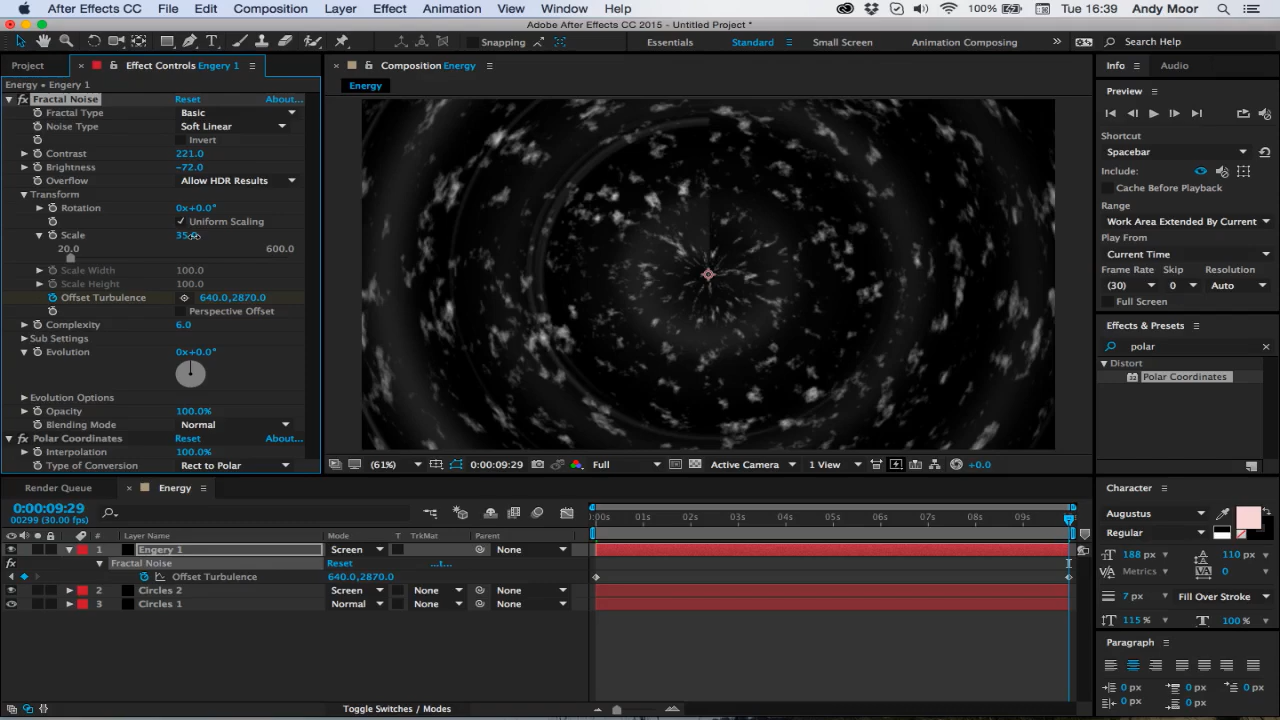 After Effects CC File Edit Composition Layer Effect Animation View Window Help 100% Tue 16:39 Andy Moor
Adobe After Effects CC 2015 - Untitled Project *
Snapping Essentials Standard Small Screen Animation Composing Search Help
Project Effect Controls Engery 1 Composition Energy Info Audio
Energy • Engery 1
Energy
Fractal Noise Reset About...
Fractal Type Basic
Noise Type Soft Linear
Invert
Contrast 221.0
Brightness -72.0
Overflow Allow HDR Results
Transform
Rotation 0x+0.0°
Uniform Scaling
Scale
20.0 600.0
Scale Width 100.0
Scale Height 100.0
Offset Turbulence 640.0,2870.0
Perspective Offset
Complexity 6.0
Sub Settings
Evolution 0x+0.0°
Evolution Options
Opacity 100.0%
Blending Mode Normal
Polar Coordinates Reset About...
Interpolation 100.0%
Type of Conversion Rect to Polar
(61%) 0:00:09:29 Full Active Camera 1 View +0.0
Preview
Shortcut
Spacebar
Include:
Cache Before Playback
Range
Work Area Extended By Current
Play From
Current Time
Frame Rate Skip Resolution
(30) 0 Auto
Full Screen
Effects & Presets
polar
Distort
32 Polar Coordinates
Render Queue Energy
0:00:09:29
00299 (30.00 fps)
:00s 01s 02s 03s 04s 05s 06s 07s 08s 09s
# Layer Name Mode T TrkMat Parent
1 Engery 1 Screen None
Fractal Noise Reset ...t...
Offset Turbulence 640.0,2870.0
2 Circles 2 Screen None None
3 Circles 1 Normal None None
Toggle Switches / Modes
Character
Augustus
Regular
188 px 110 px
Metrics 0
7 px Fill Over Stroke
115 % 100 %
Paragraph
0 px 0 px 0 px
0 px 0 px